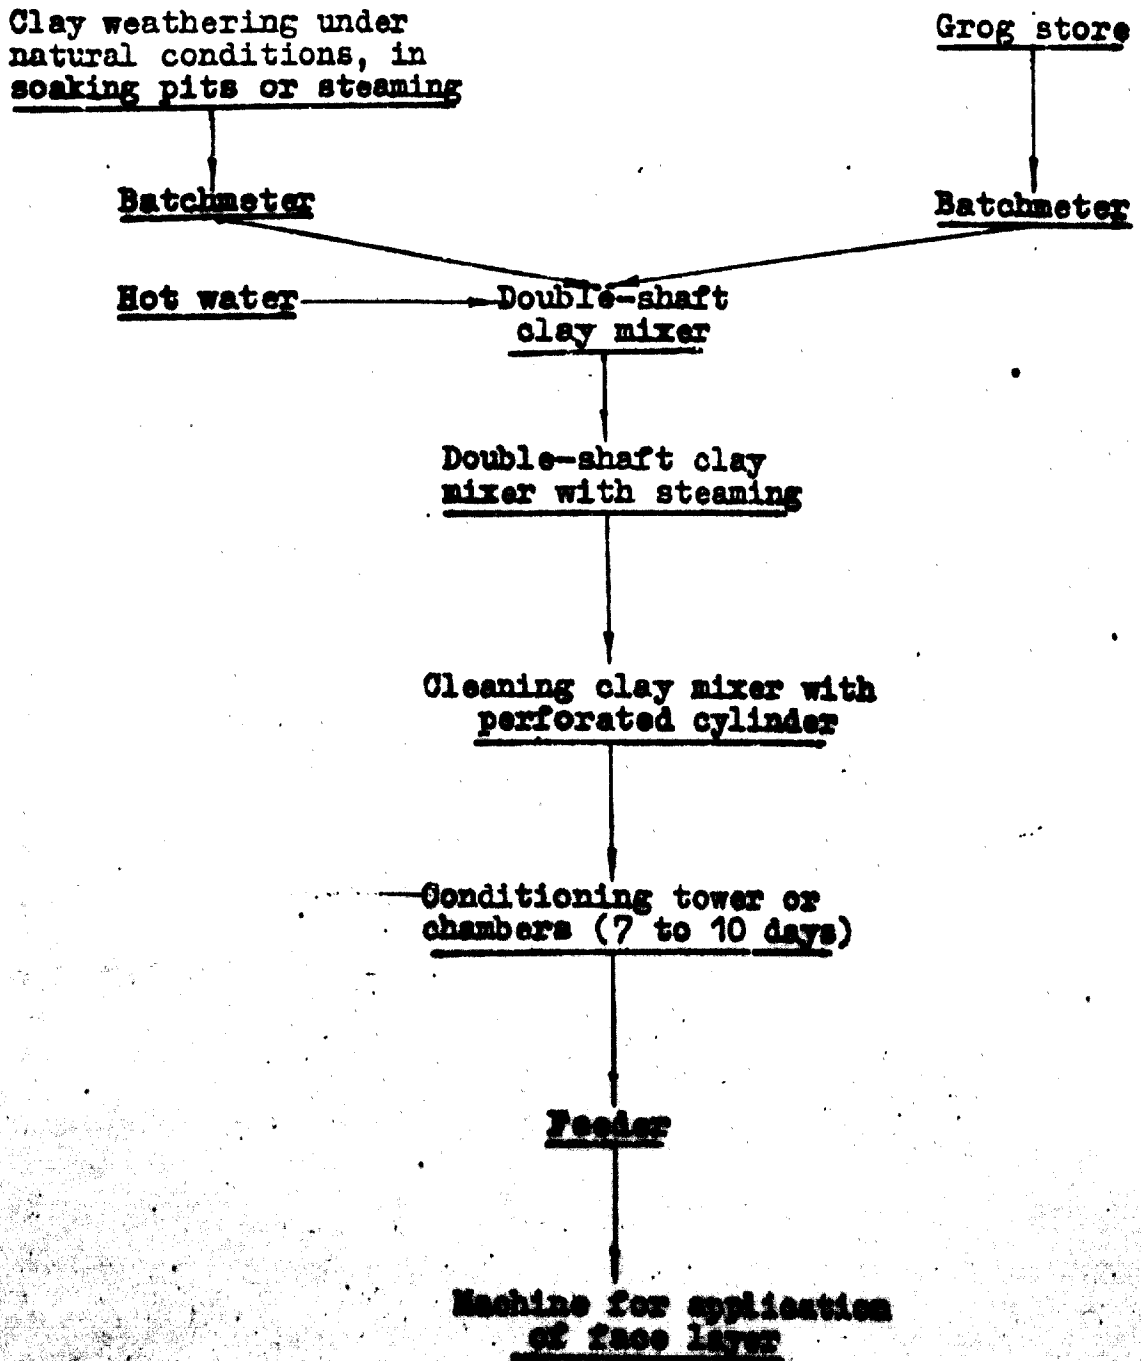 Clay weathering under
natural conditions, in
soaking pits or steaming
Grog store
Batchmeter
Batchmeter
Hot water
Double-shaft
clay mixer
Double-shaft clay
mixer with steaming
Cleaning clay mixer with
perforated cylinder
Conditioning tower or
chambers (7 to 10 days)
Feeder
Machine for application
of face layer